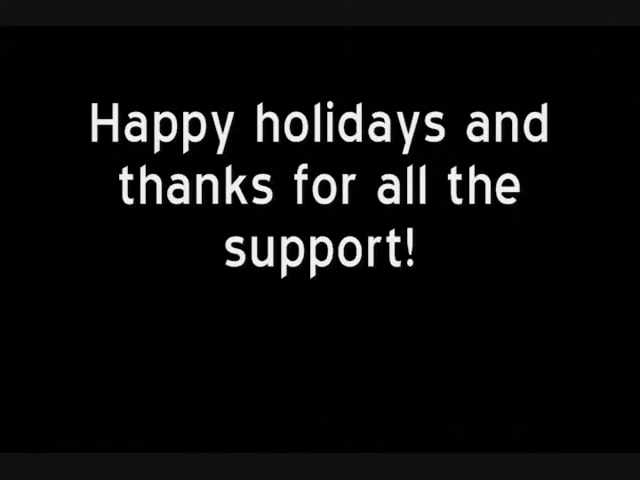 Happy holidays and
thanks for all the
support!